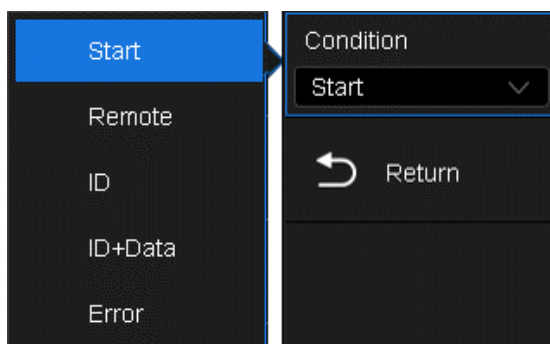 Start
Remote
ID
ID+Data
Error
Condition
Start
Return